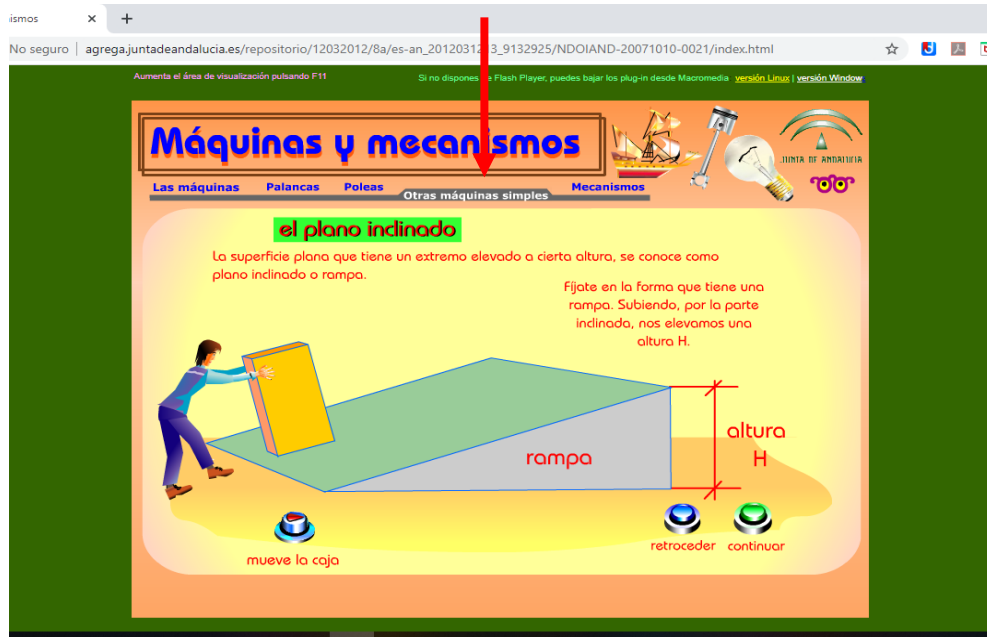 ismos
No seguro | agrega.juntadeandalucia.es/repositorio/12032012/8a/es-an_2012031 3_9132925/NDOIAND-20071010-0021/index.html
Aumenta el área de visualización pulsando F11
Si no dispones e Flash Player, puedes bajar los plug-in desde Macromedia versión Linux | versión Window
Máquinas y mecanismos
JUNTA DE ANDALUCIA
Las máquinas Palancas Poleas Otras máquinas simples Mecanismos
el plano inclinado
La superficie plana que tiene un extremo elevado a cierta altura, se conoce como
plano inclinado o rampa.
Fíjate en la forma que tiene una
rampa. Subiendo, por la parte
inclinada, nos elevamos una
altura H.
altura
H
rampa
mueve la caja
retroceder continuar